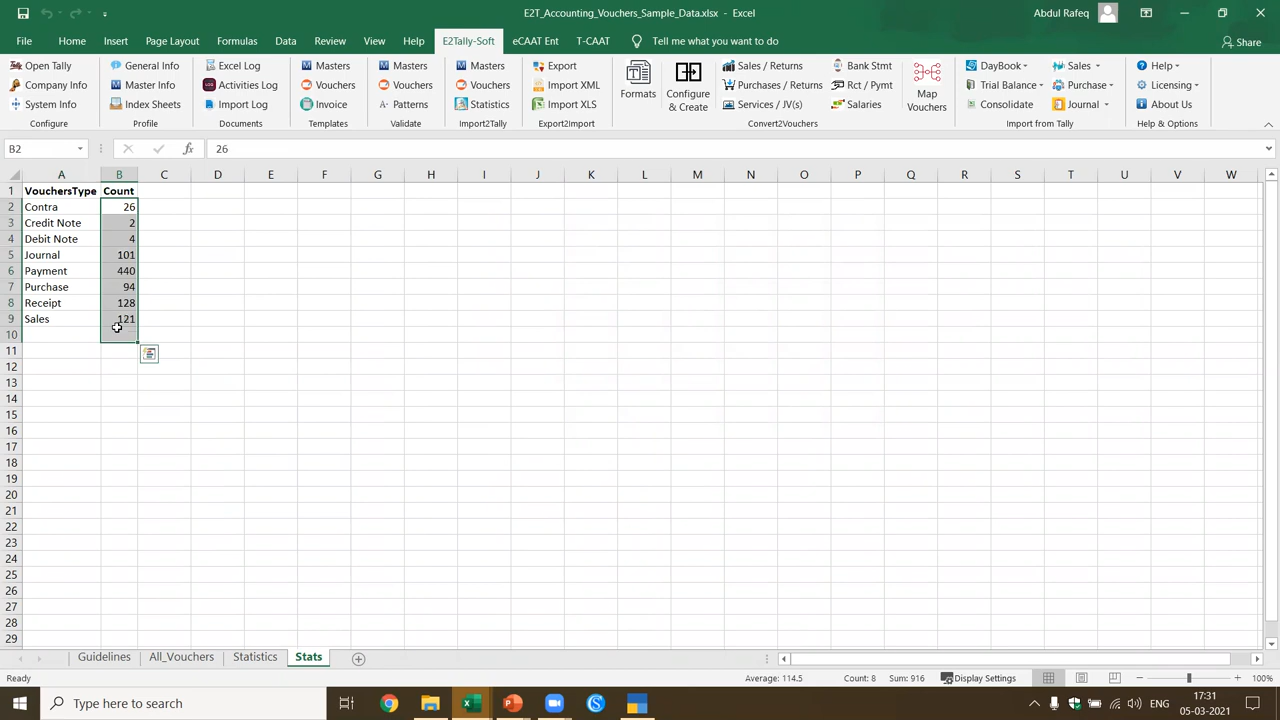 E2T_Accounting_Vouchers_Sample_Data.xlsx - Excel
Abdul Rafeq
File Home Insert Page Layout Formulas Data Review View Help E2Tally-Soft eCAAT Ent T-CAAT Tell me what you want to do Share
Open Tally General Info Excel Log Masters Masters Masters Export Sales / Returns Bank Stmt DayBook Sales Help
Company Info Master Info Activities Log Vouchers Vouchers Vouchers Import XML Formats Configure & Create Purchases / Returns Rct / Pymt Map Vouchers Trial Balance Purchase Licensing
System Info Index Sheets Import Log Invoice Patterns Statistics Import XLS Services / JV(s) Salaries Consolidate Journal About Us
Configure Profile Documents Templates Validate Import2Tally Export2Import Convert2Vouchers Import from Tally Help & Options
B2 fx 26
A B C D E F G H I J K L M N O P Q R S T U V W
1 VouchersType Count
2 Contra 26
3 Credit Note 2
4 Debit Note 4
5 Journal 101
6 Payment 440
7 Purchase 94
8 Receipt 128
9 Sales 121
10
11
12
13
14
15
16
17
18
19
20
21
22
23
24
25
26
27
28
29
Guidelines All_Vouchers Statistics Stats
Ready Average: 114.5 Count: 8 Sum: 916 Display Settings 100%
Type here to search ENG 17:31
05-03-2021